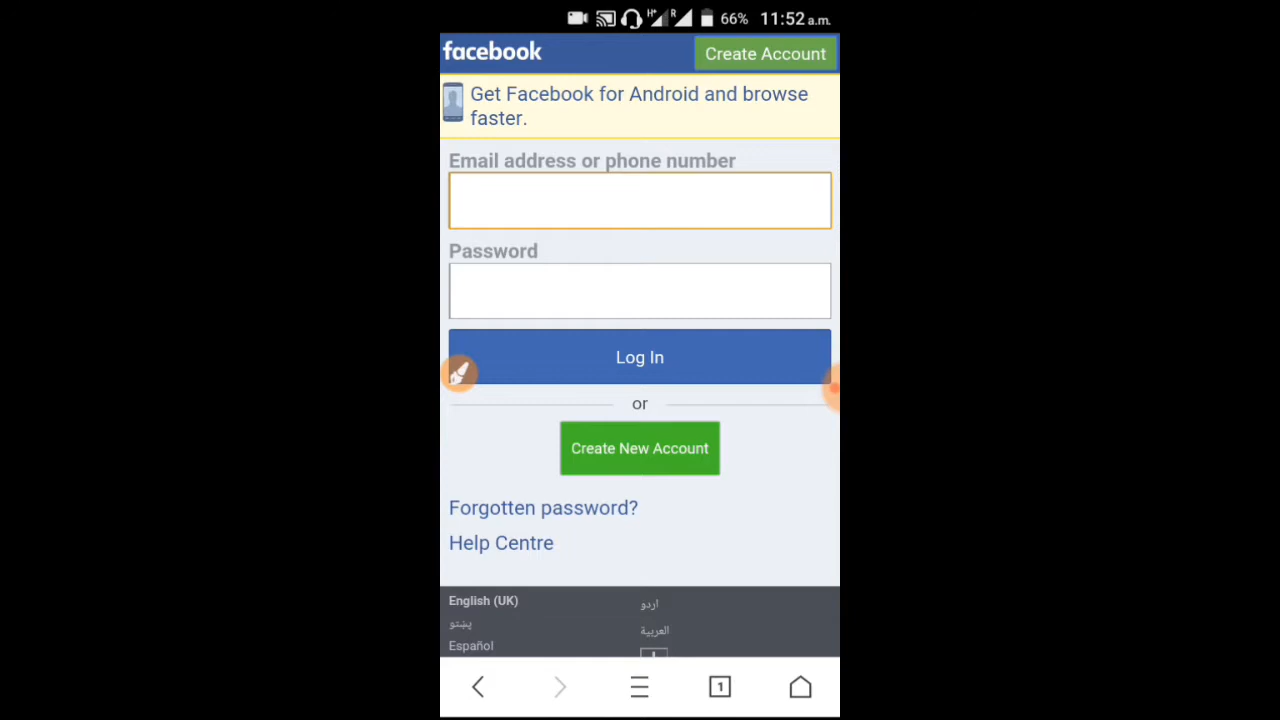 H+ R 66% 11:52 a.m.
facebook
Create Account
Get Facebook for Android and browse
faster.
Email address or phone number
Password
Log In
or
Create New Account
Forgotten password?
Help Centre
English (UK)
اردو
پښتو
العربية
Español
1